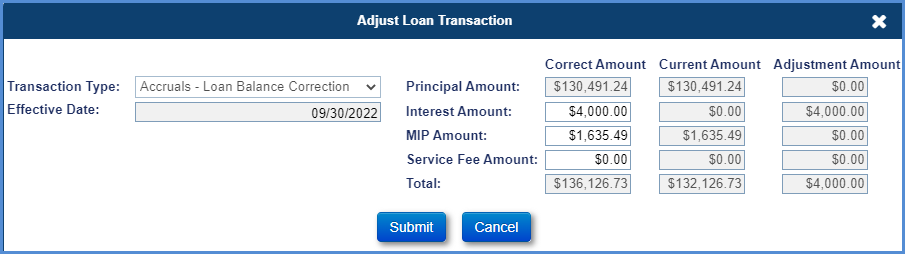 Adjust Loan Transaction
Correct Amount Current Amount Adjustment Amount
Transaction Type: Accruals - Loan Balance Correction Principal Amount: $130,491.24 $130,491.24 $0.00
Effective Date: 09/30/2022 Interest Amount: $4,000.00 $0.00 $4,000.00
MIP Amount: $1,635.49 $1,635.49 $0.00
Service Fee Amount: $0.00 $0.00 $0.00
Total: $136,126.73 $132,126.73 $4,000.00
Submit Cancel